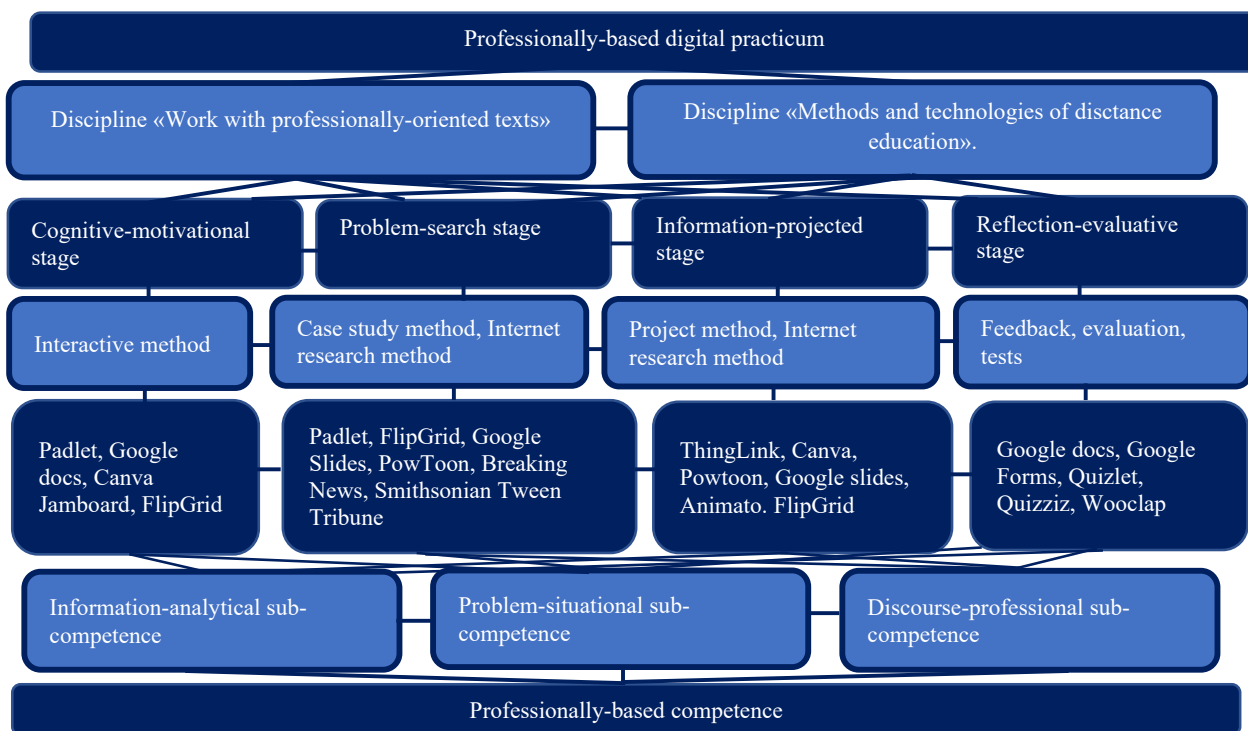 Professionally-based digital practicum
Discipline «Work with professionally-oriented texts»
Discipline «Methods and technologies of disctance
education».
Cognitive-motivational
stage
Problem-search stage
Information-projected
stage
Reflection-evaluative
stage
Interactive method
Case study method, Internet
research method
Project method, Internet
research method
Feedback, evaluation,
tests
Padlet, Google
docs, Canva
Jamboard, FlipGrid
Padlet, FlipGrid, Google
Slides, PowToon, Breaking
News, Smithsonian Tween
Tribune
ThingLink, Canva,
Powtoon, Google slides,
Animato. FlipGrid
Google docs, Google
Forms, Quizlet,
Quizziz, Wooclap
Information-analytical sub-
competence
Problem-situational sub-
competence
Discourse-professional sub-
competence
Professionally-based competence